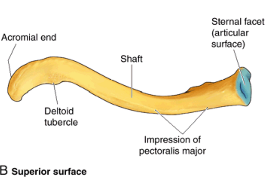 Sternal facet
(articular
surface)
Acromial end
Shaft
Deltoid
tubercle
Impression of
pectoralis major
B Superior surface